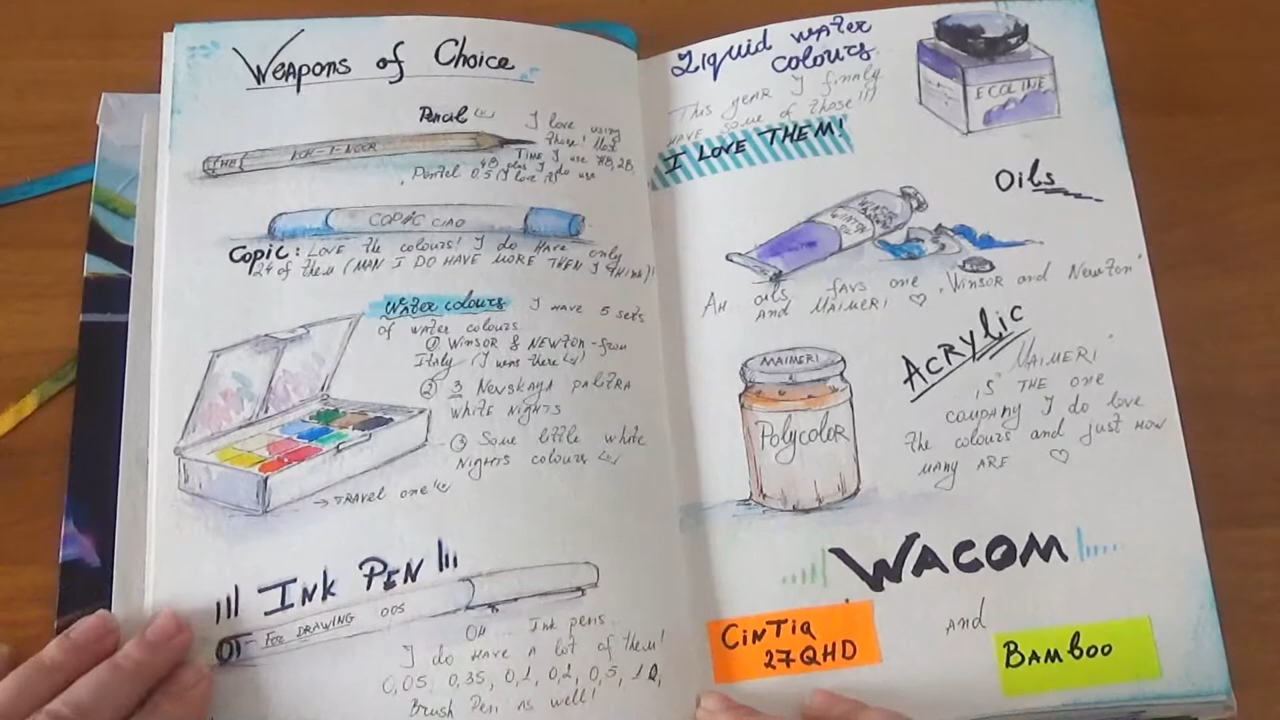 Weapons of Choice
Pencil
I love using
these! Most
Time I use HB, 2B,
4B plus I do use
Pentel 0.5 (I love it)
HB KOH-I-NOOR
COPIC CIAO
Copic: LOVE the colours! I do HAVE only
24 of them (MAN I DO HAVE MORE THEN I THINK)!
Water colours I HAVE 5 sets
of water colours
① Winsor & NEWTON - from
Italy (I went there
② 3 Nevskaya palitra
White NIGHTS
③ Some little white
NIGHTS colours
→ TRAVEL one
INK PEN
FOR DRAWING 005
OH... Ink pens...
I do HAVE A lot of them!
0,05, 0,35, 0,1, 0,2, 0,5, 1.0,
Brush Pen as well!
Liquid water
colours
This year I finnly
HAVE some of those!!!
I LOVE THEM!
ECOLINE
Oils
WINSOR
WINTON
AH oils favs one "Winsor and Newton"
AND MAIMERI ♡
ACRYLIC
MAIMERI
Polycolor
"MAIMERI"
IS THE one
company I do love
the colours and just HOW
MANY ARE ♡
WACOM
CINTIQ
27QHD
and
BAMBOO